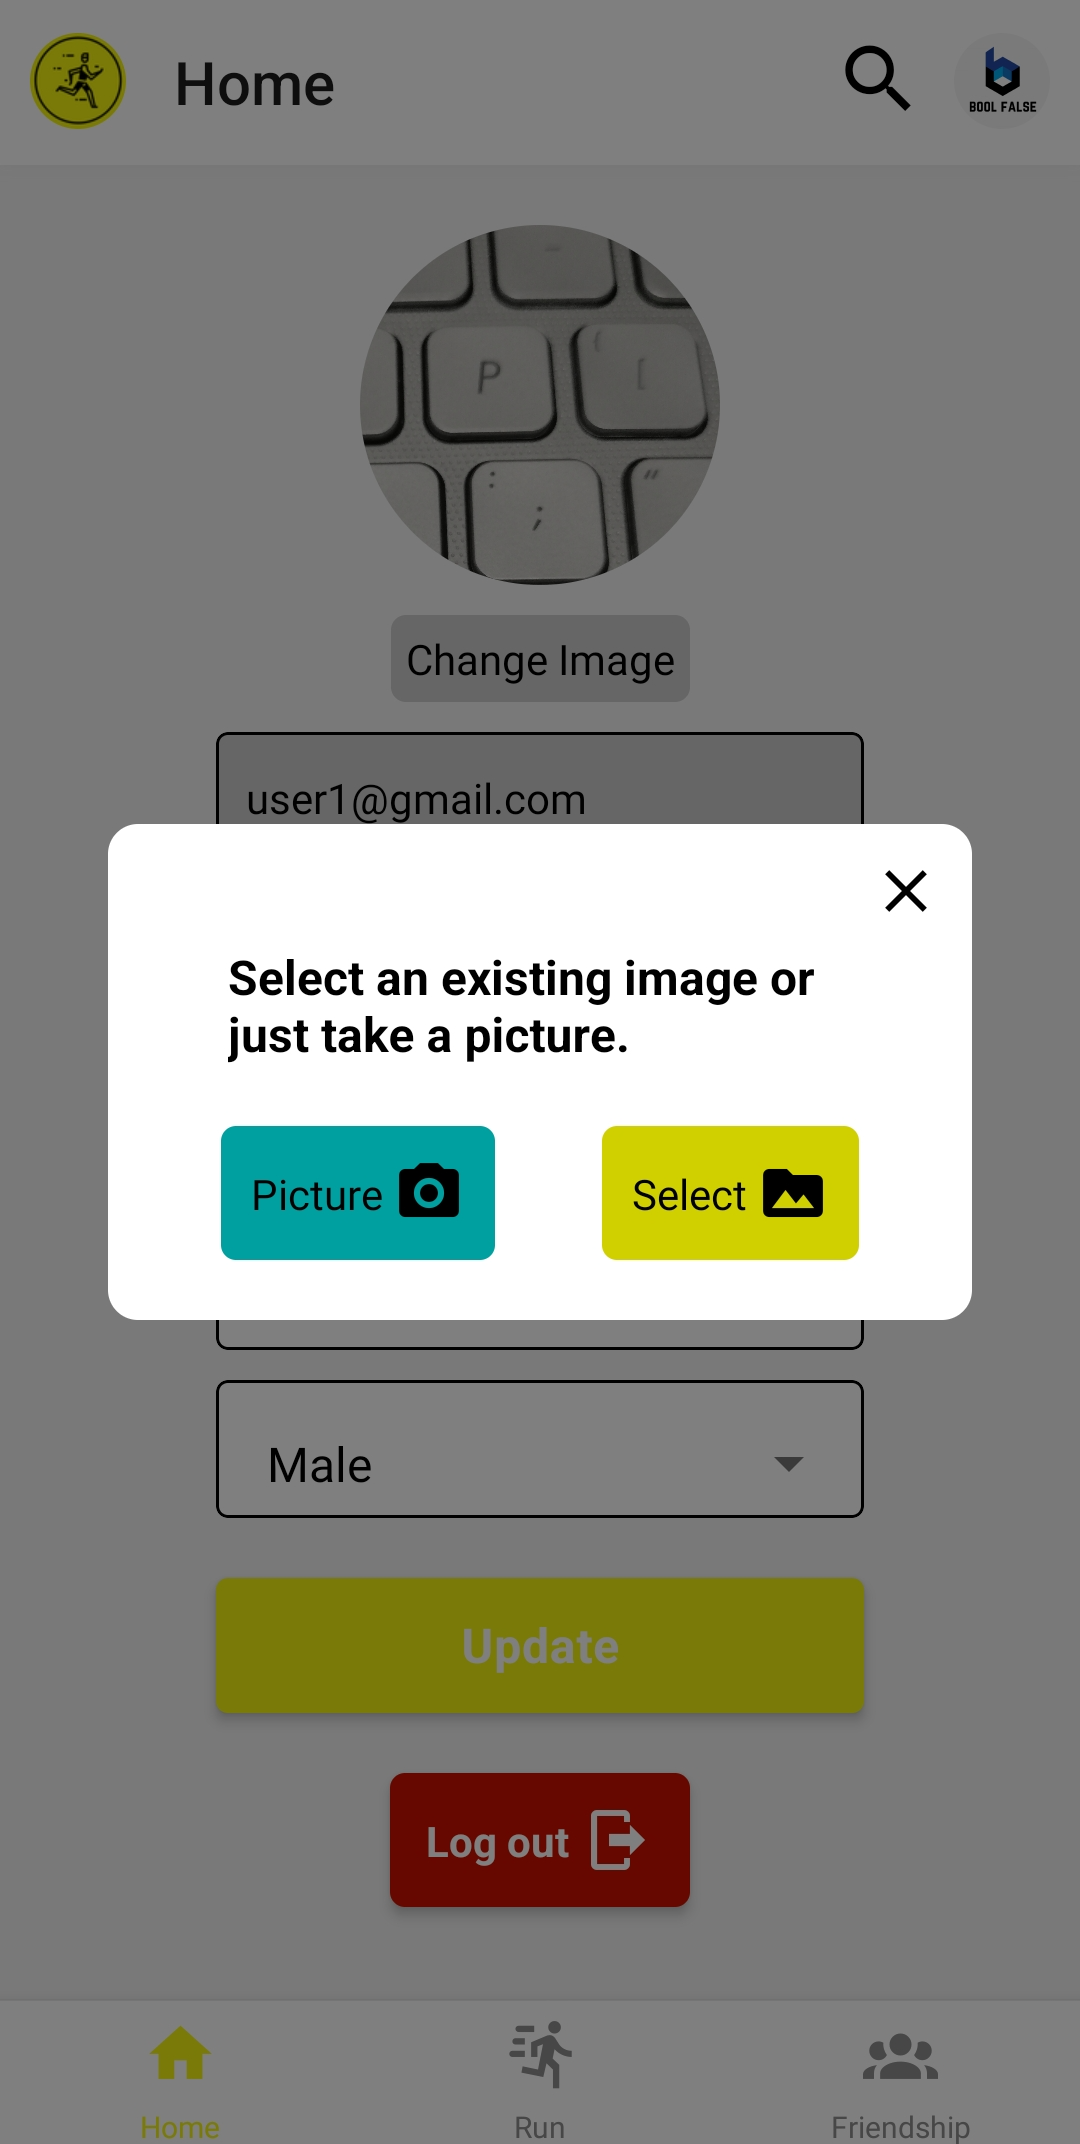 Home
BOOL FALSE
P
[
:
;
"
Change Image
user1@gmail.com
Select an existing image or
just take a picture.
Picture
Select
Male
Update
Log out
Home
Run
Friendship